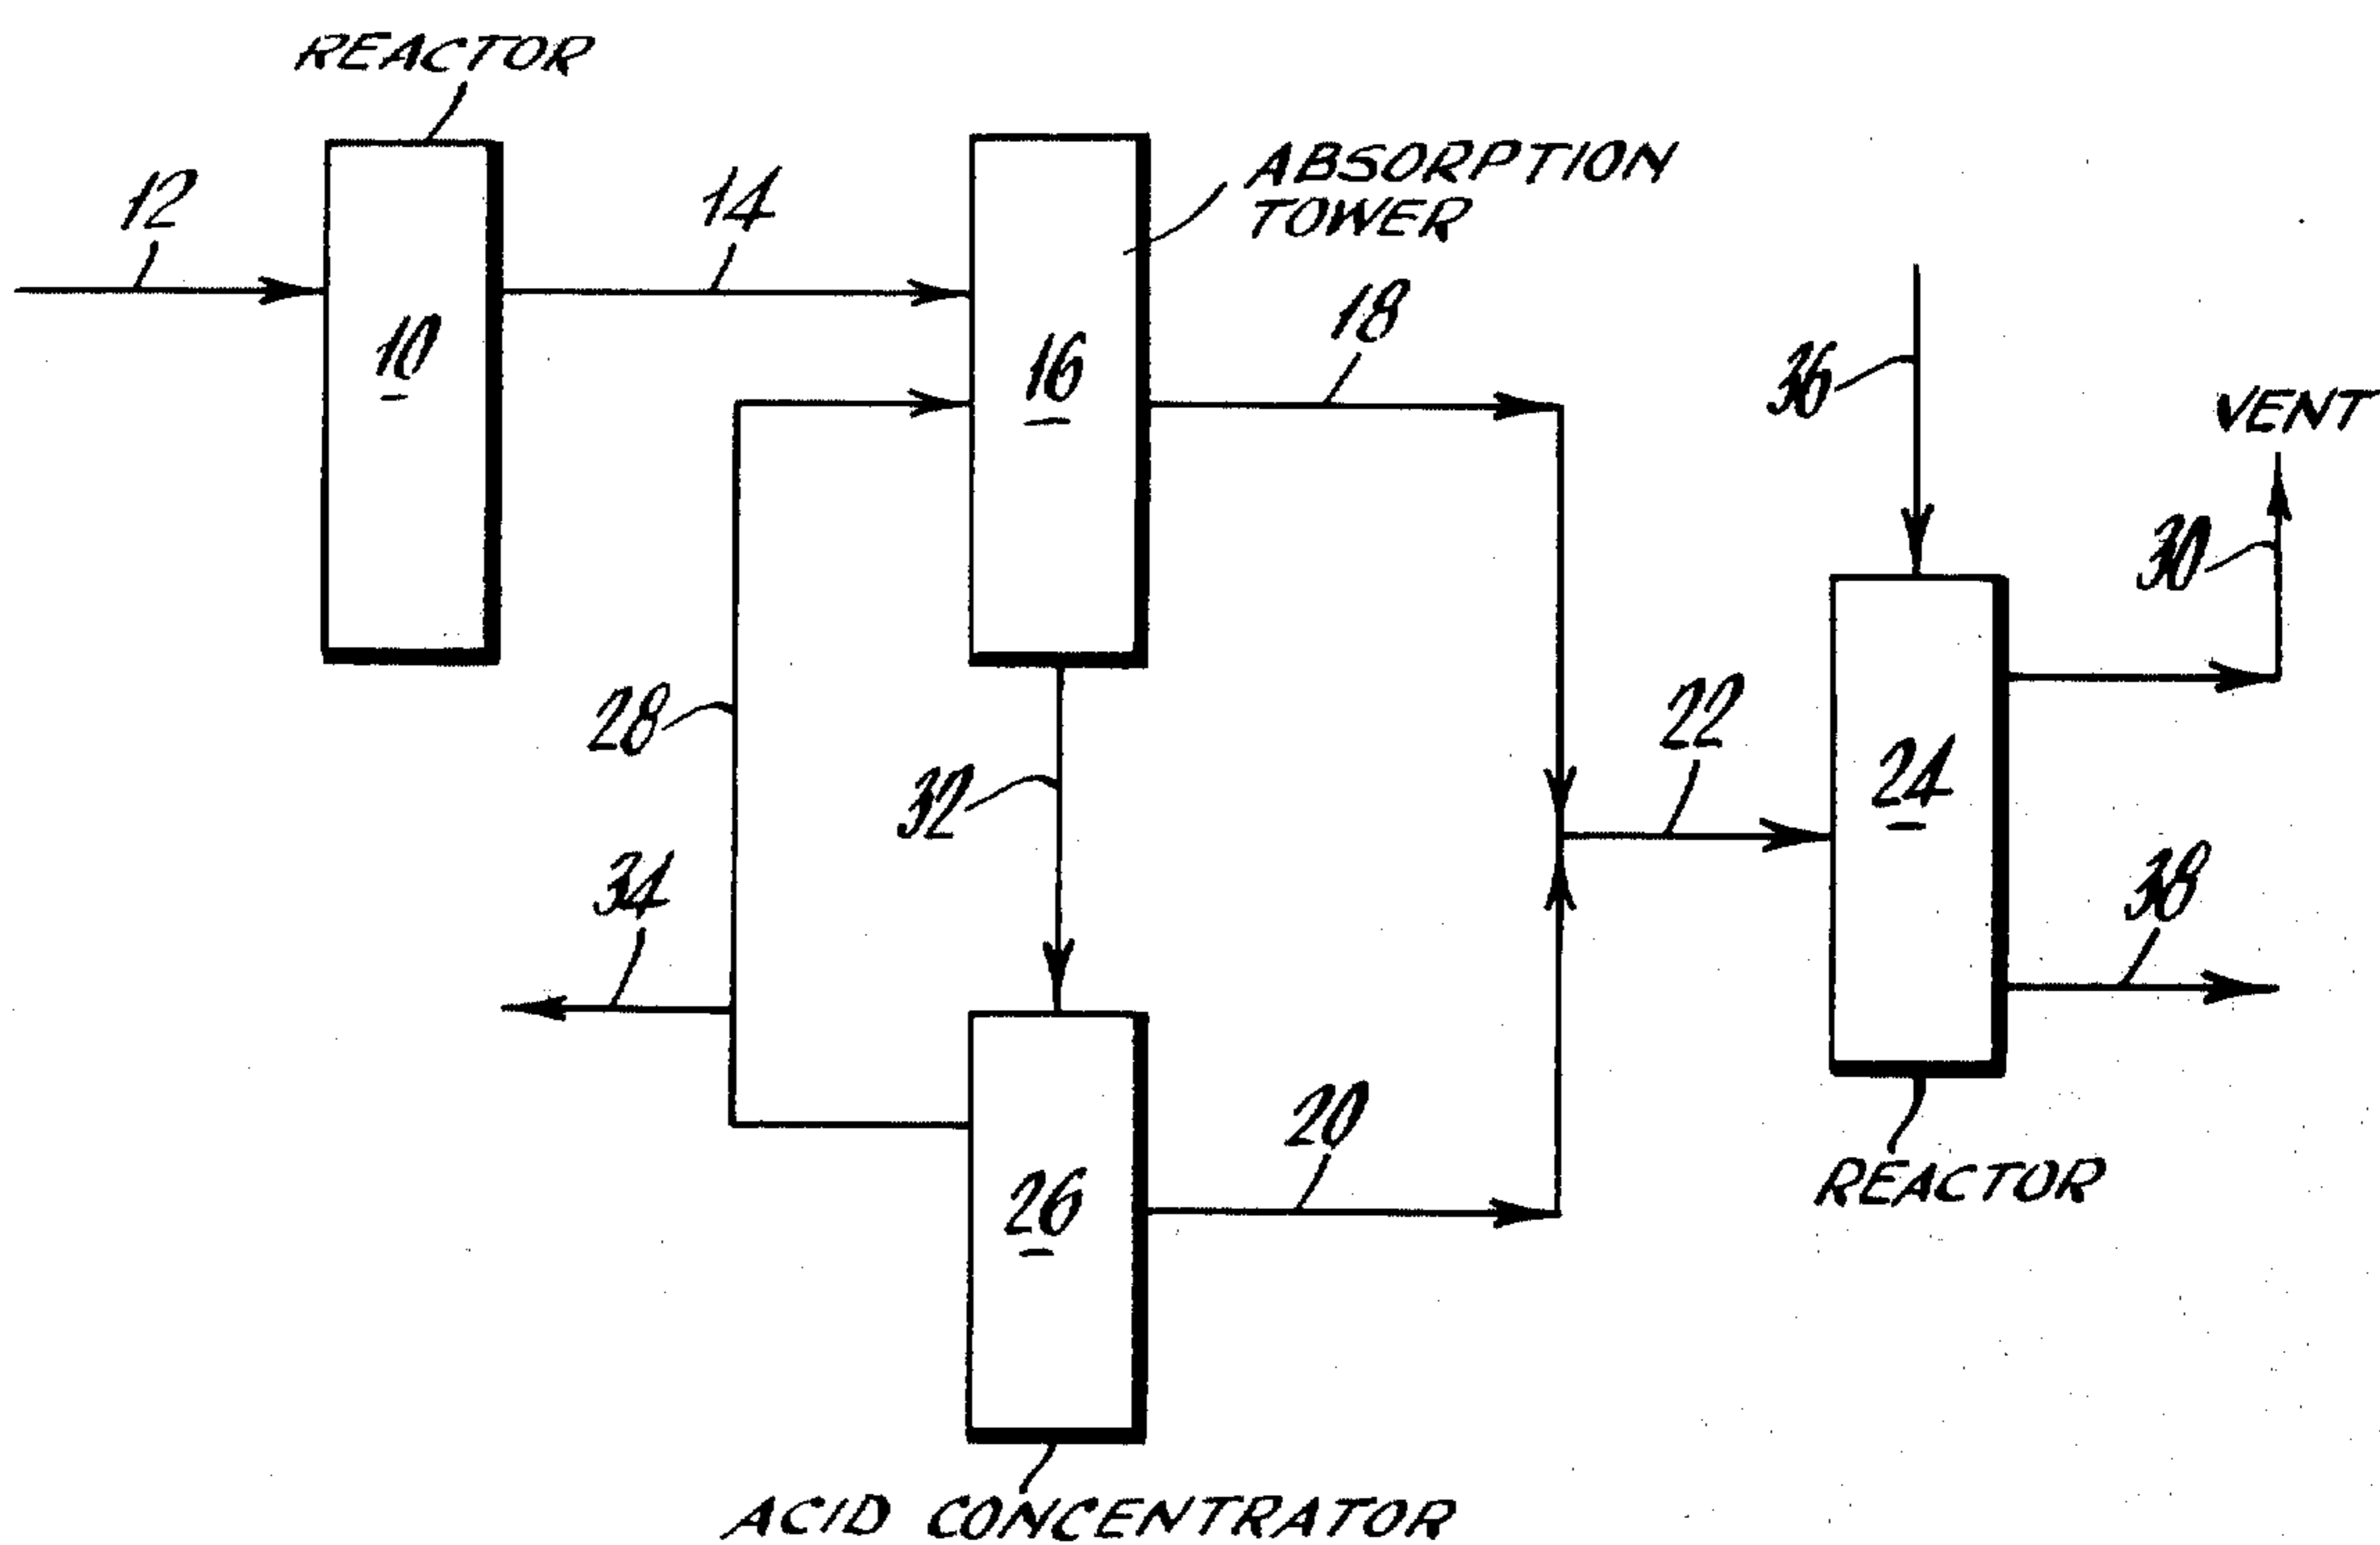 REACTOR
12
14
ABSORPTION
TOWER
10
16
18
36
VENT
30
28
32
22
24
34
38
20
26
REACTOR
ACID CONCENTRATOR